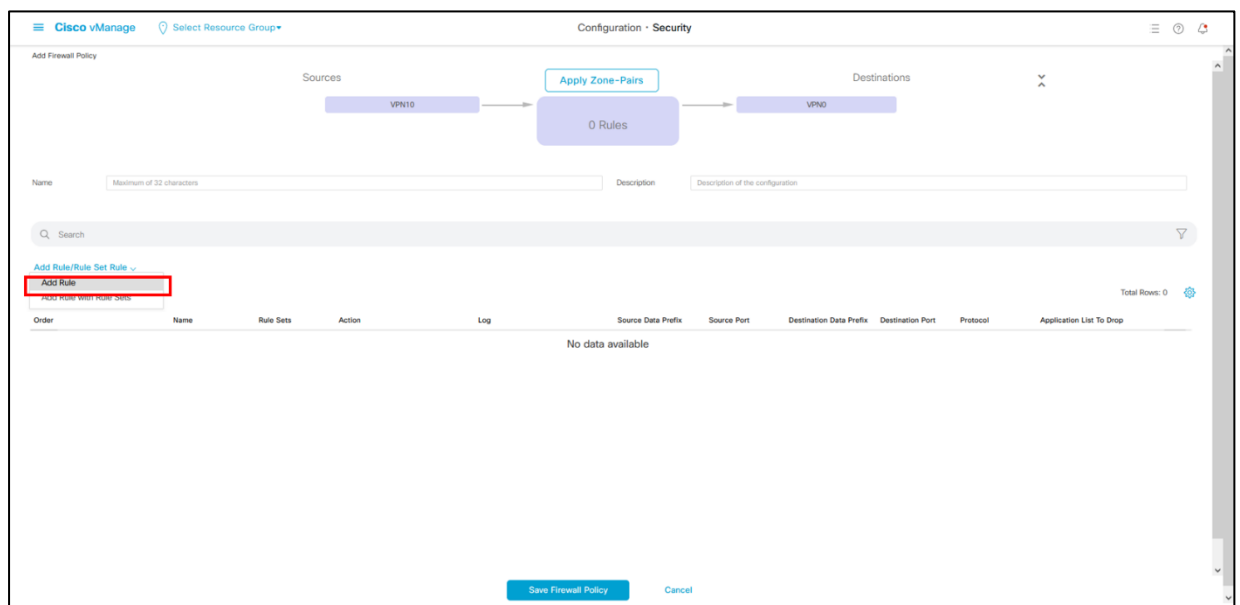 Cisco vManage Select Resource Group▾ Configuration · Security
Add Firewall Policy
Sources Apply Zone-Pairs Destinations
VPN10 VPN0
0 Rules
Name Maximum of 32 characters Description Description of the configuration
Search
Add Rule/Rule Set Rule
Add Rule
Add Rule with Rule Sets
Total Rows: 0
Order Name Rule Sets Action Log Source Data Prefix Source Port Destination Data Prefix Destination Port Protocol Application List To Drop
No data available
Save Firewall Policy Cancel